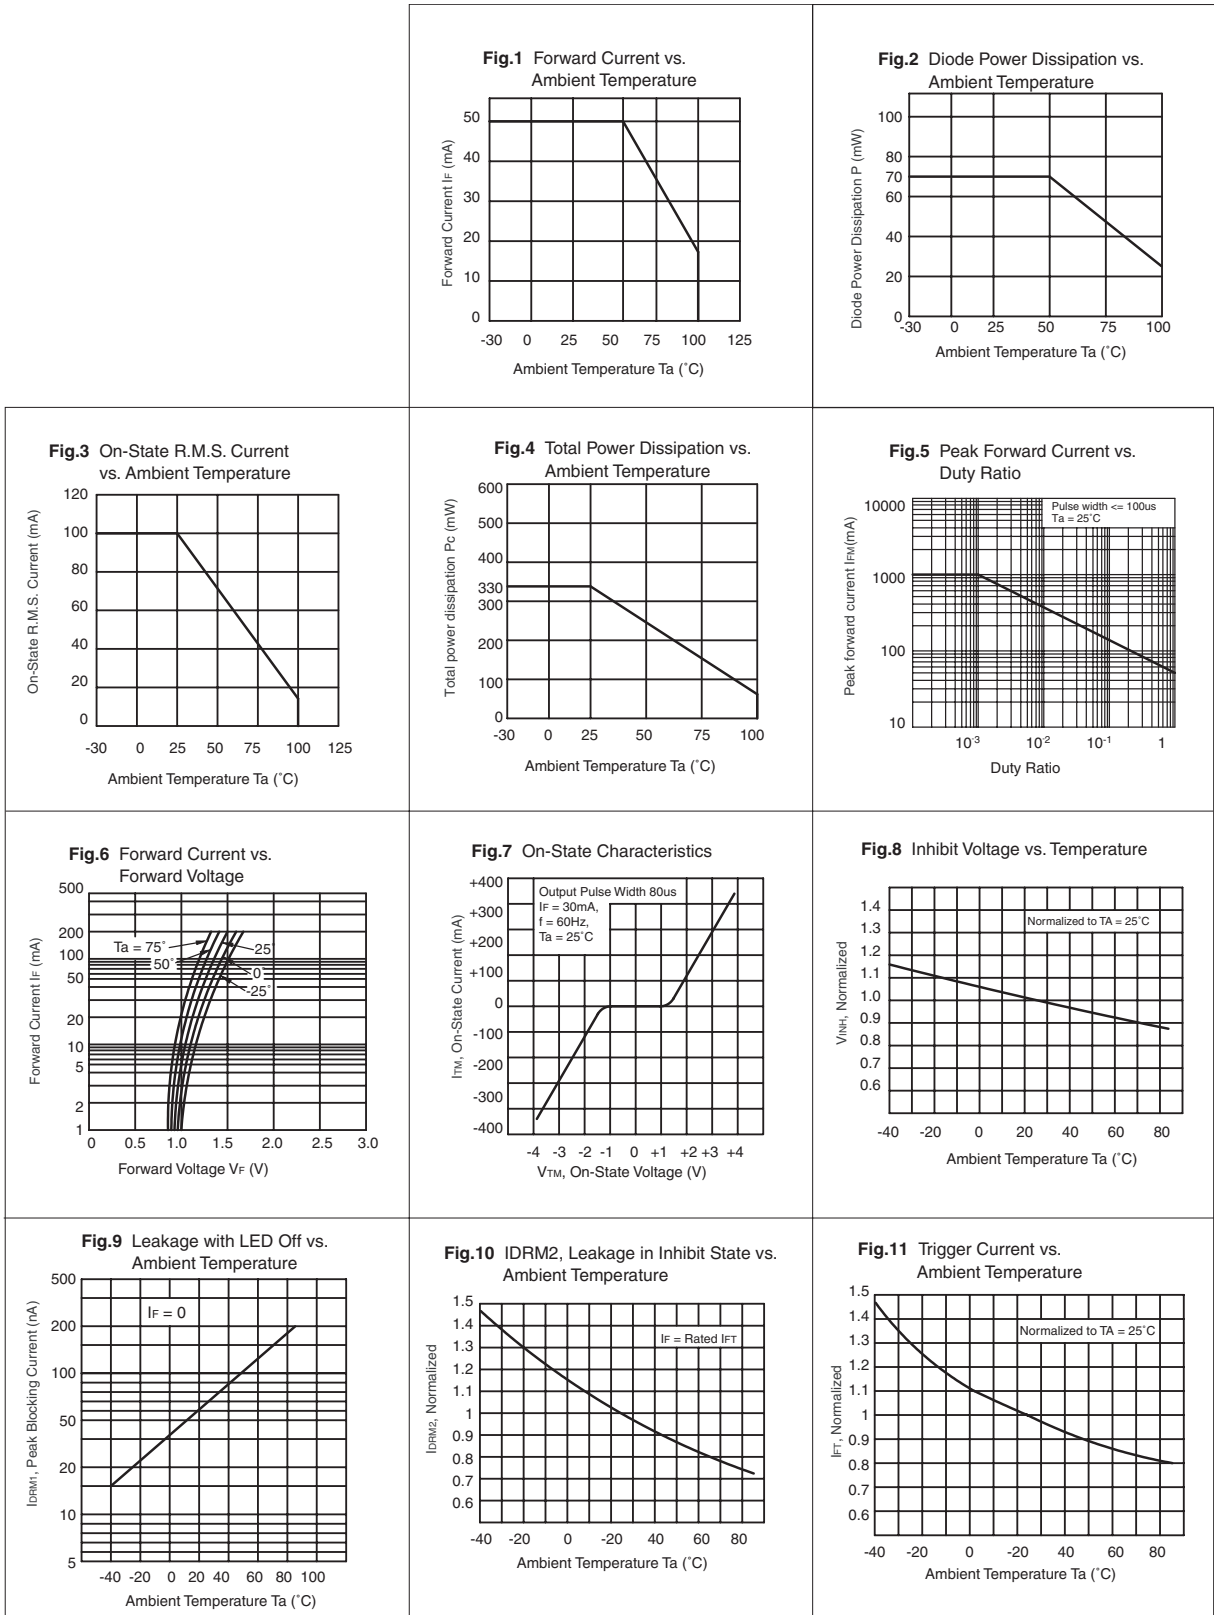 Fig.1 Forward Current vs.
Ambient Temperature
Forward Current IF (mA)
50
40
30
20
10
0
-30 0 25 50 75 100 125
Ambient Temperature Ta (˚C)
Fig.2 Diode Power Dissipation vs.
Ambient Temperature
Diode Power Dissipation P (mW)
100
80
70
60
40
20
0
-30 0 25 50 75 100
Ambient Temperature Ta (˚C)
Fig.3 On-State R.M.S. Current
vs. Ambient Temperature
On-State R.M.S. Current (mA)
120
100
80
60
40
20
0
-30 0 25 50 75 100 125
Ambient Temperature Ta (˚C)
Fig.4 Total Power Dissipation vs.
Ambient Temperature
Total power dissipation Pc (mW)
600
500
400
330
300
200
100
0
-30 0 25 50 75 100
Ambient Temperature Ta (˚C)
Fig.5 Peak Forward Current vs.
Duty Ratio
Peak forward current IFM(mA)
Pulse width <= 100us
Ta = 25˚C
10000
1000
100
10
10-3 10-2 10-1 1
Duty Ratio
Fig.6 Forward Current vs.
Forward Voltage
Forward Current IF (mA)
500
200
100
50
20
10
5
2
1
Ta = 75˚
50˚
25˚
0˚
-25˚
0 0.5 1.0 1.5 2.0 2.5 3.0
Forward Voltage VF (V)
Fig.7 On-State Characteristics
ITM, On-State Current (mA)
Output Pulse Width 80us
IF = 30mA,
f = 60Hz,
Ta = 25˚C
+400
+300
+200
+100
0
-100
-200
-300
-400
-4 -3 -2 -1 0 +1 +2 +3 +4
VTM, On-State Voltage (V)
Fig.8 Inhibit Voltage vs. Temperature
VINH, Normalized
Normalized to TA = 25˚C
1.4
1.3
1.2
1.1
1.0
0.9
0.8
0.7
0.6
-40 -20 0 20 40 60 80
Ambient Temperature Ta (˚C)
Fig.9 Leakage with LED Off vs.
Ambient Temperature
IDRM1, Peak Blocking Current (nA)
IF = 0
500
200
100
50
20
10
5
-40 -20 0 20 40 60 80 100
Ambient Temperature Ta (˚C)
Fig.10 IDRM2, Leakage in Inhibit State vs.
Ambient Temperature
IDRM2, Normalized
IF = Rated IFT
1.5
1.4
1.3
1.2
1.1
1
0.9
0.8
0.7
0.6
-40 -20 0 20 40 60 80
Ambient Temperature Ta (˚C)
Fig.11 Trigger Current vs.
Ambient Temperature
IFT, Normalized
Normalized to TA = 25˚C
1.5
1.4
1.3
1.2
1.1
1
0.9
0.8
0.7
0.6
-40 -20 0 -20 40 60 80
Ambient Temperature Ta (˚C)